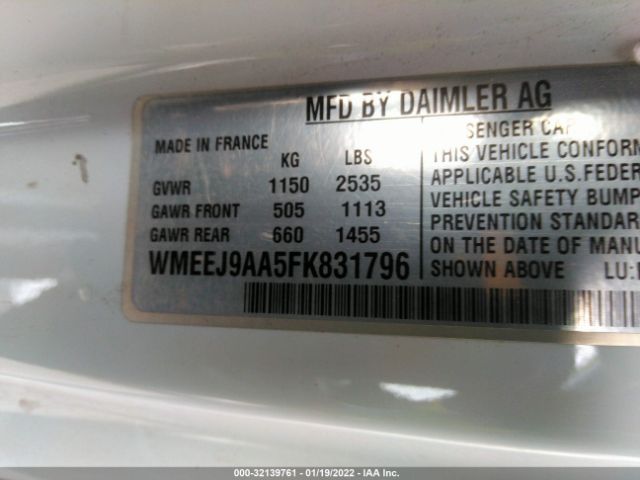 MFD BY DAIMLER AG
MADE IN FRANCE
KG LBS
GVWR 1150 2535
GAWR FRONT 505 1113
GAWR REAR 660 1455
WMEEJ9AA5FK831796
SENGER CAR
THIS VEHICLE CONFORM
APPLICABLE U.S.FEDER
VEHICLE SAFETY BUMP
PREVENTION STANDAR
ON THE DATE OF MANU
SHOWN ABOVE LU:
000-32139761 - 01/19/2022 - IAA Inc.